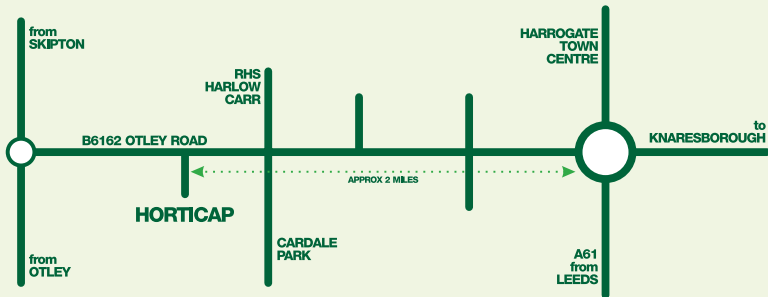 from
SKIPTON
HARROGATE
TOWN
CENTRE
RHS
HARLOW
CARR
to
KNARESBOROUGH
B6162 OTLEY ROAD
APPROX 2 MILES
HORTICAP
CARDALE
PARK
from
OTLEY
A61
from
LEEDS